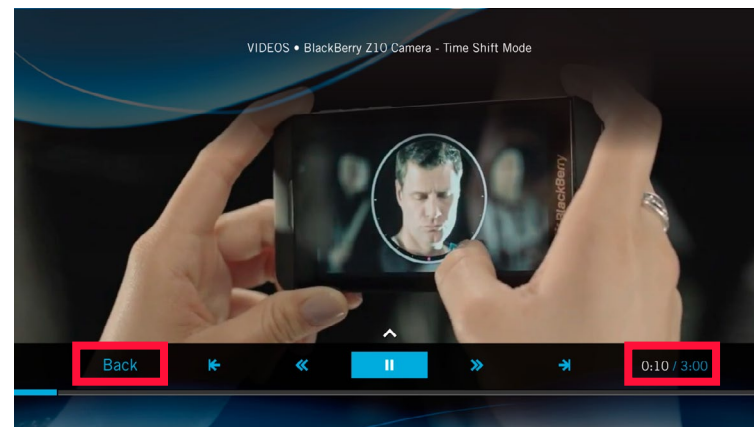 VIDEOS • BlackBerry Z10 Camera - Time Shift Mode
BlackBerry
Back
0:10 / 3:00